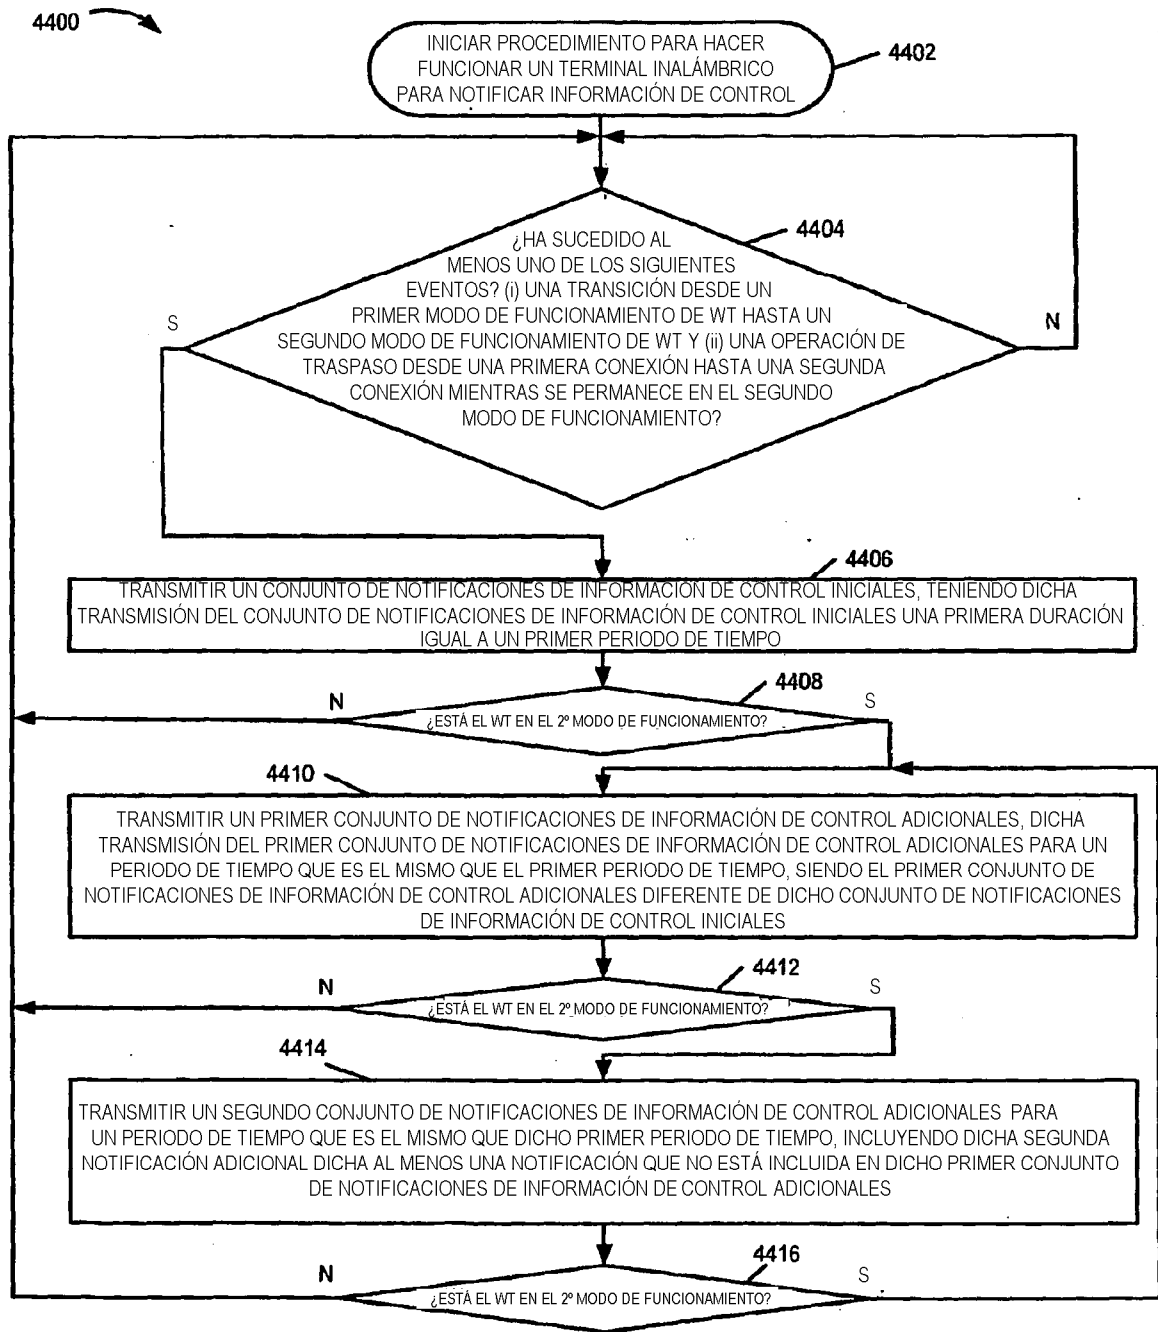 4400
INICIAR PROCEDIMIENTO PARA HACER
FUNCIONAR UN TERMINAL INALÁMBRICO
PARA NOTIFICAR INFORMACIÓN DE CONTROL
4402
4404
¿HA SUCEDIDO AL
MENOS UNO DE LOS SIGUIENTES
EVENTOS? (i) UNA TRANSICIÓN DESDE UN
PRIMER MODO DE FUNCIONAMIENTO DE WT HASTA UN
SEGUNDO MODO DE FUNCIONAMIENTO DE WT Y (ii) UNA OPERACIÓN DE
TRASPASO DESDE UNA PRIMERA CONEXIÓN HASTA UNA SEGUNDA
CONEXIÓN MIENTRAS SE PERMANECE EN EL SEGUNDO
MODO DE FUNCIONAMIENTO?
S
N
4406
TRANSMITIR UN CONJUNTO DE NOTIFICACIONES DE INFORMACIÓN DE CONTROL INICIALES, TENIENDO DICHA
TRANSMISIÓN DEL CONJUNTO DE NOTIFICACIONES DE INFORMACIÓN DE CONTROL INICIALES UNA PRIMERA DURACIÓN
IGUAL A UN PRIMER PERIODO DE TIEMPO
4408
N
¿ESTÁ EL WT EN EL 2º MODO DE FUNCIONAMIENTO?
S
4410
TRANSMITIR UN PRIMER CONJUNTO DE NOTIFICACIONES DE INFORMACIÓN DE CONTROL ADICIONALES, DICHA
TRANSMISIÓN DEL PRIMER CONJUNTO DE NOTIFICACIONES DE INFORMACIÓN DE CONTROL ADICIONALES PARA UN
PERIODO DE TIEMPO QUE ES EL MISMO QUE EL PRIMER PERIODO DE TIEMPO, SIENDO EL PRIMER CONJUNTO DE
NOTIFICACIONES DE INFORMACIÓN DE CONTROL ADICIONALES DIFERENTE DE DICHO CONJUNTO DE NOTIFICACIONES
DE INFORMACIÓN DE CONTROL INICIALES
4412
N
¿ESTÁ EL WT EN EL 2º MODO DE FUNCIONAMIENTO?
S
4414
TRANSMITIR UN SEGUNDO CONJUNTO DE NOTIFICACIONES DE INFORMACIÓN DE CONTROL ADICIONALES PARA
UN PERIODO DE TIEMPO QUE ES EL MISMO QUE DICHO PRIMER PERIODO DE TIEMPO, INCLUYENDO DICHA SEGUNDA
NOTIFICACIÓN ADICIONAL DICHA AL MENOS UNA NOTIFICACIÓN QUE NO ESTÁ INCLUIDA EN DICHO PRIMER CONJUNTO
DE NOTIFICACIONES DE INFORMACIÓN DE CONTROL ADICIONALES
4416
N
¿ESTÁ EL WT EN EL 2º MODO DE FUNCIONAMIENTO?
S